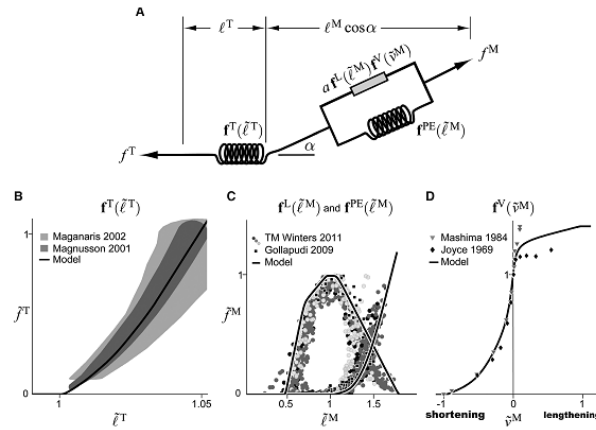 A
ℓᵀ
ℓᴹ cos α
fᴹ
a fᴸ(ℓ̃ᴹ) fⱽ(ṽᴹ)
fᵀ(ℓ̃ᵀ)
fᴾᴱ(ℓ̃ᴹ)
α
fᵀ
B
fᵀ(ℓ̃ᵀ)
Maganaris 2002
Magnusson 2001
Model
1
f̃ᵀ
0
1
1.05
ℓ̃ᵀ
C
fᴸ(ℓ̃ᴹ) and fᴾᴱ(ℓ̃ᴹ)
TM Winters 2011
Gollapudi 2009
Model
1
f̃ᴹ
0
0.5
1
1.5
ℓ̃ᴹ
D
fⱽ(ṽᴹ)
Mashima 1984
Joyce 1969
Model
1
f̃ᴹ
0
-1
0
1
shortening
ṽᴹ
lengthening